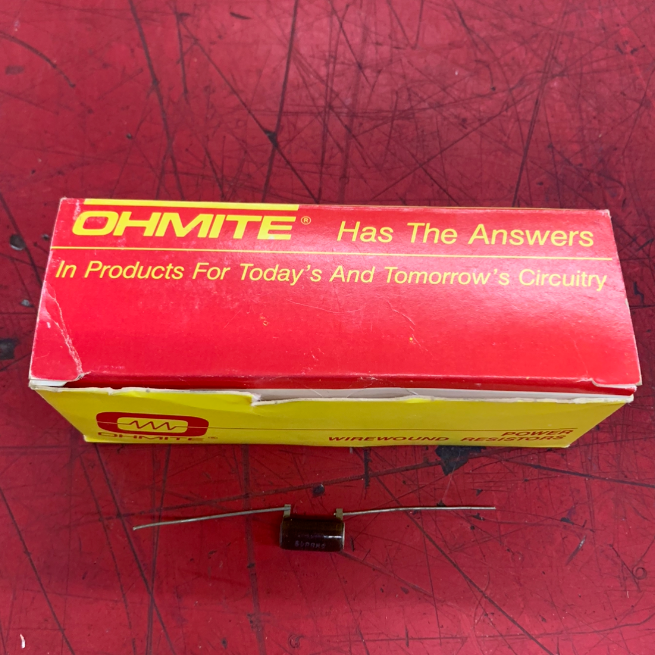 OHMITE® Has The Answers
In Products For Today's And Tomorrow's Circuitry
OHMITE®
POWER
WIREWOUND RESISTORS